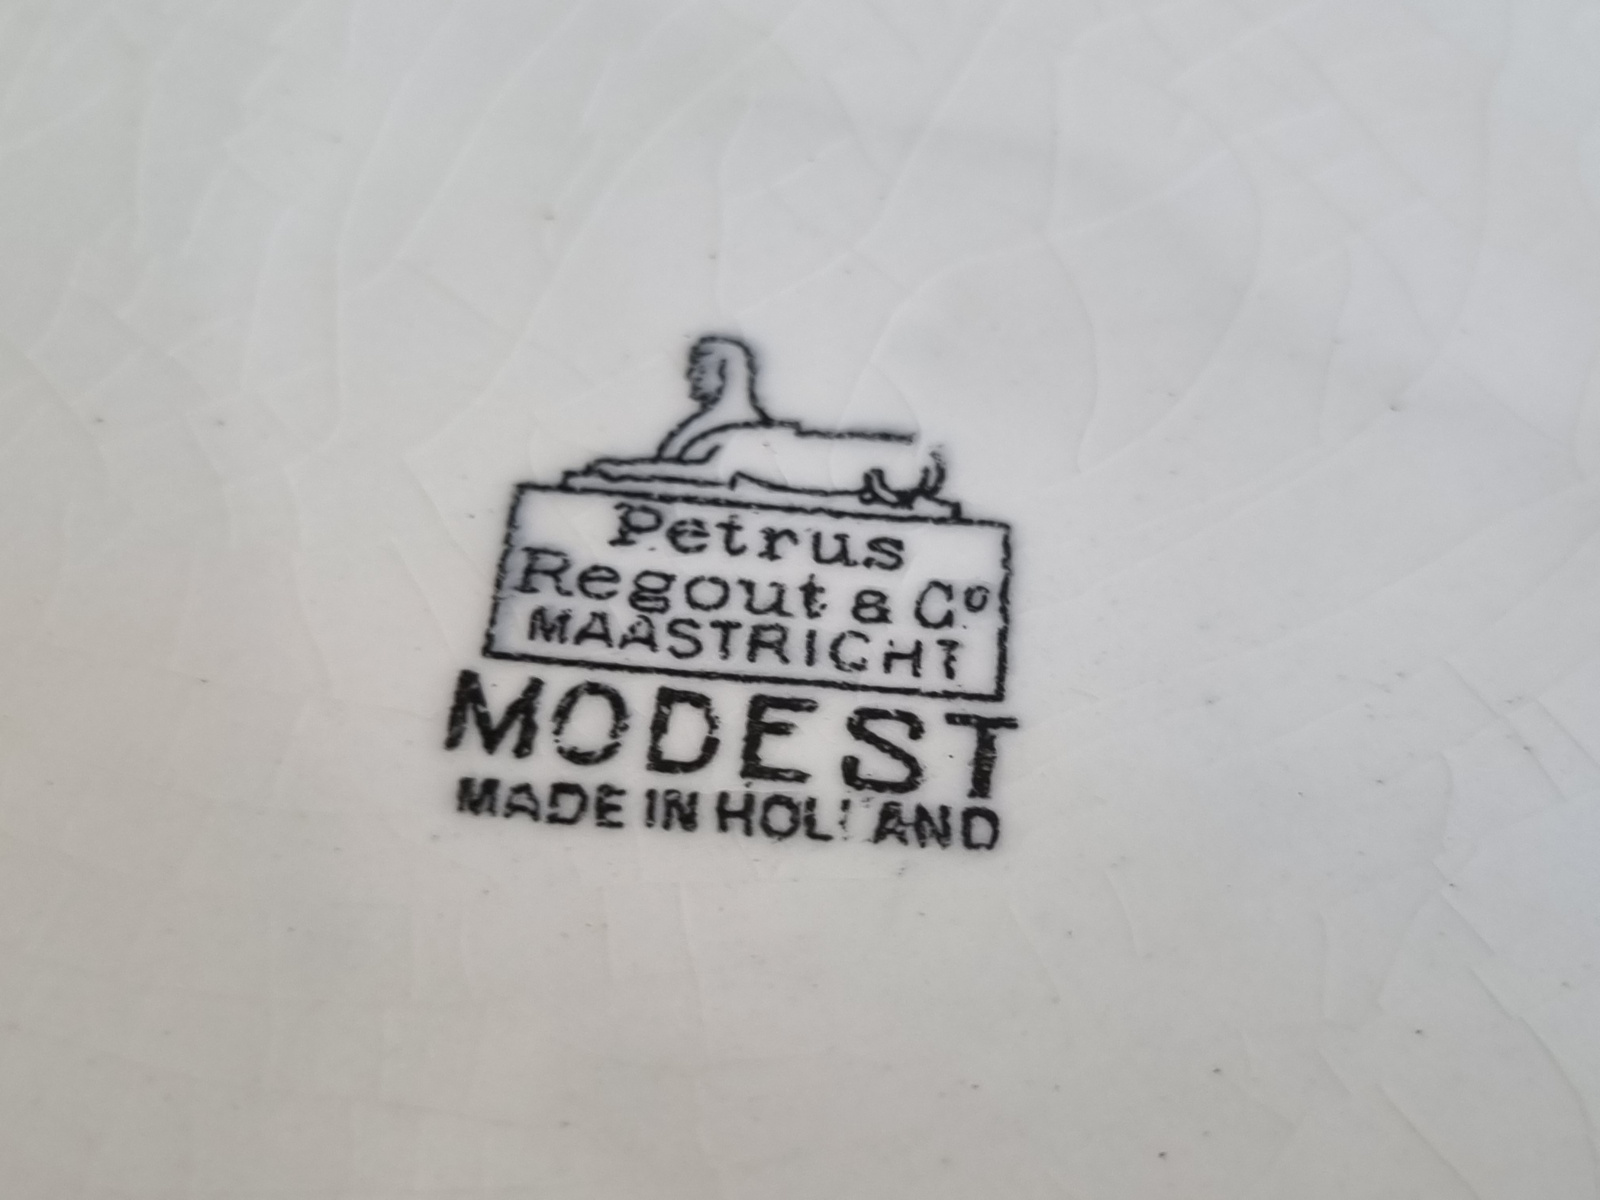 Petrus
Regout & Cº
MAASTRICHT
MODEST
MADE IN HOLLAND